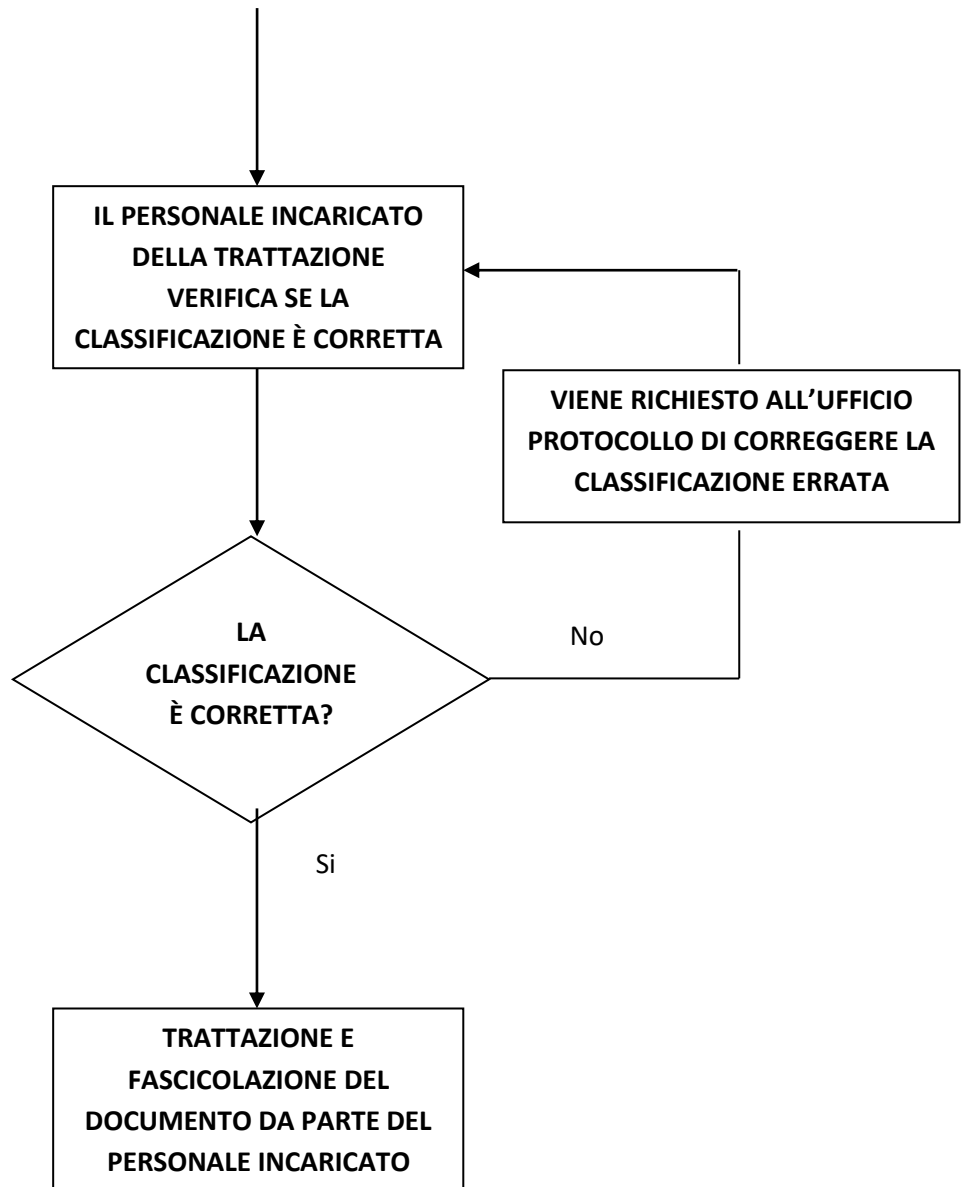 IL PERSONALE INCARICATO
DELLA TRATTAZIONE
VERIFICA SE LA
CLASSIFICAZIONE È CORRETTA
VIENE RICHIESTO ALL’UFFICIO
PROTOCOLLO DI CORREGGERE LA
CLASSIFICAZIONE ERRATA
LA
CLASSIFICAZIONE
È CORRETTA?
No
Si
TRATTAZIONE E
FASCICOLAZIONE DEL
DOCUMENTO DA PARTE DEL
PERSONALE INCARICATO